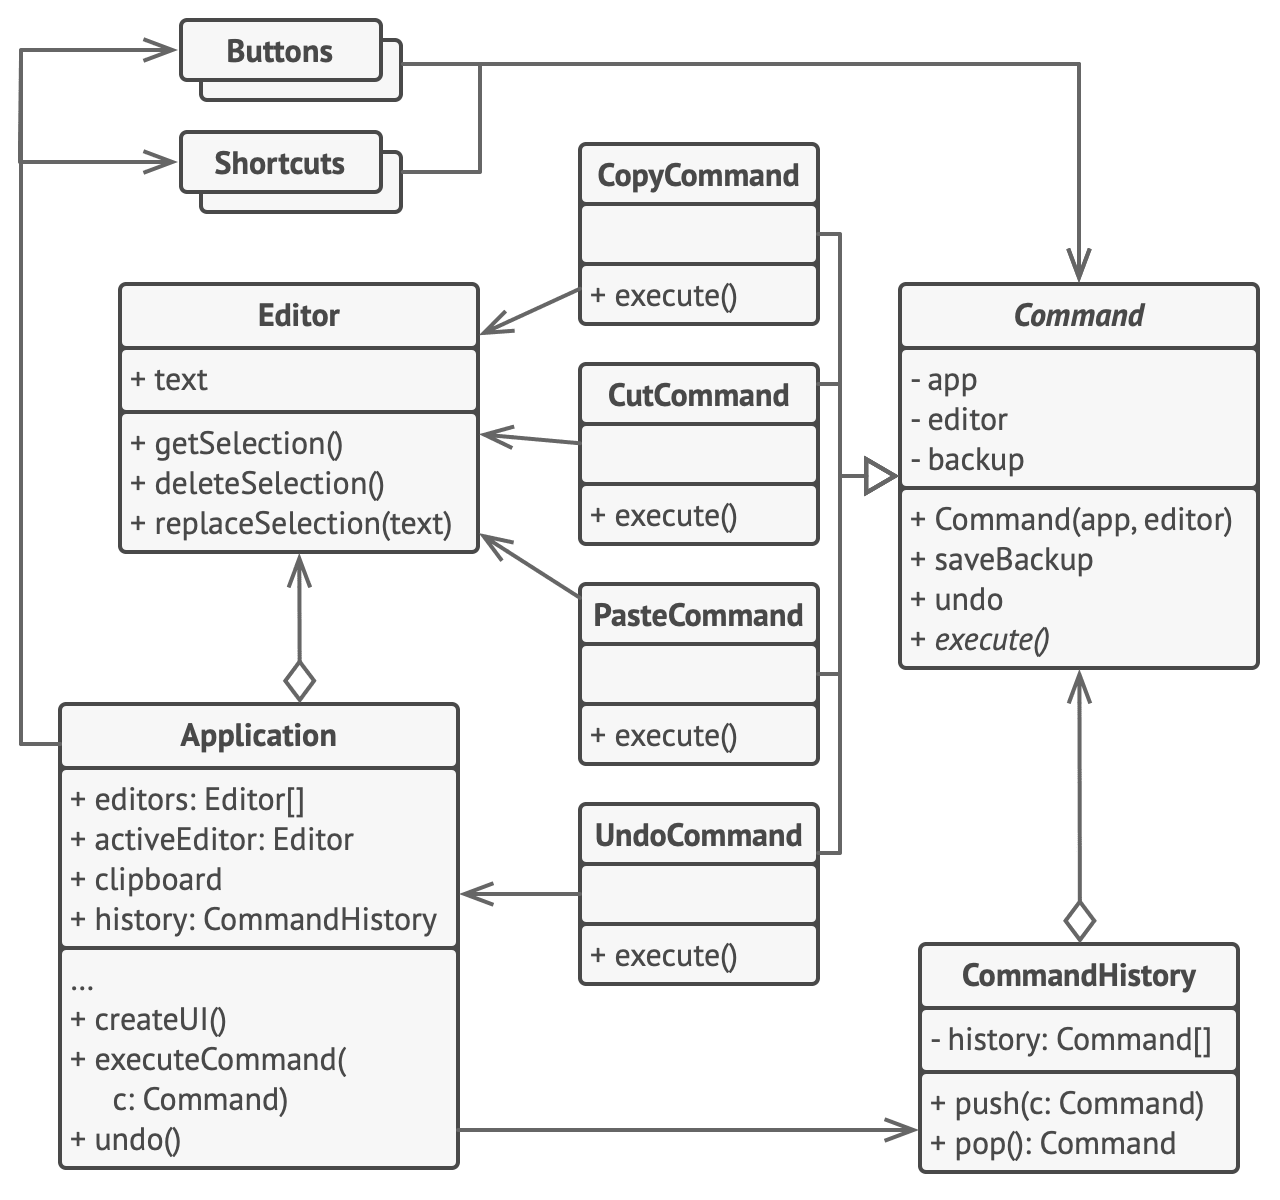 Buttons
Shortcuts
CopyCommand
+ execute()
Editor
+ text
+ getSelection()
+ deleteSelection()
+ replaceSelection(text)
CutCommand
+ execute()
Command
- app
- editor
- backup
+ Command(app, editor)
+ saveBackup
+ undo
+ execute()
PasteCommand
+ execute()
Application
+ editors: Editor[]
+ activeEditor: Editor
+ clipboard
+ history: CommandHistory
...
+ createUI()
+ executeCommand(
c: Command)
+ undo()
UndoCommand
+ execute()
CommandHistory
- history: Command[]
+ push(c: Command)
+ pop(): Command